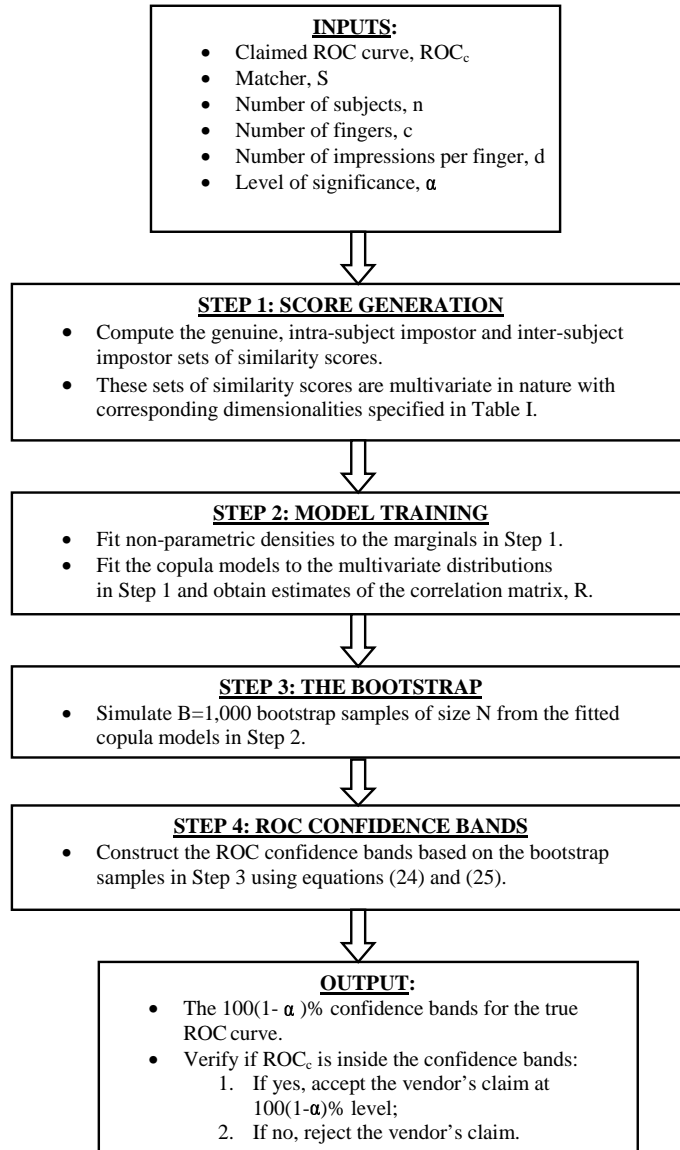 INPUTS:
• Claimed ROC curve, ROCc
• Matcher, S
• Number of subjects, n
• Number of fingers, c
• Number of impressions per finger, d
• Level of significance, α
STEP 1: SCORE GENERATION
• Compute the genuine, intra-subject impostor and inter-subject
impostor sets of similarity scores.
• These sets of similarity scores are multivariate in nature with
corresponding dimensionalities specified in Table I.
STEP 2: MODEL TRAINING
• Fit non-parametric densities to the marginals in Step 1.
• Fit the copula models to the multivariate distributions
in Step 1 and obtain estimates of the correlation matrix, R.
STEP 3: THE BOOTSTRAP
• Simulate B=1,000 bootstrap samples of size N from the fitted
copula models in Step 2.
STEP 4: ROC CONFIDENCE BANDS
• Construct the ROC confidence bands based on the bootstrap
samples in Step 3 using equations (24) and (25).
OUTPUT:
• The 100(1- α )% confidence bands for the true
ROC curve.
• Verify if ROCc is inside the confidence bands:
1. If yes, accept the vendor’s claim at
100(1-α)% level;
2. If no, reject the vendor’s claim.